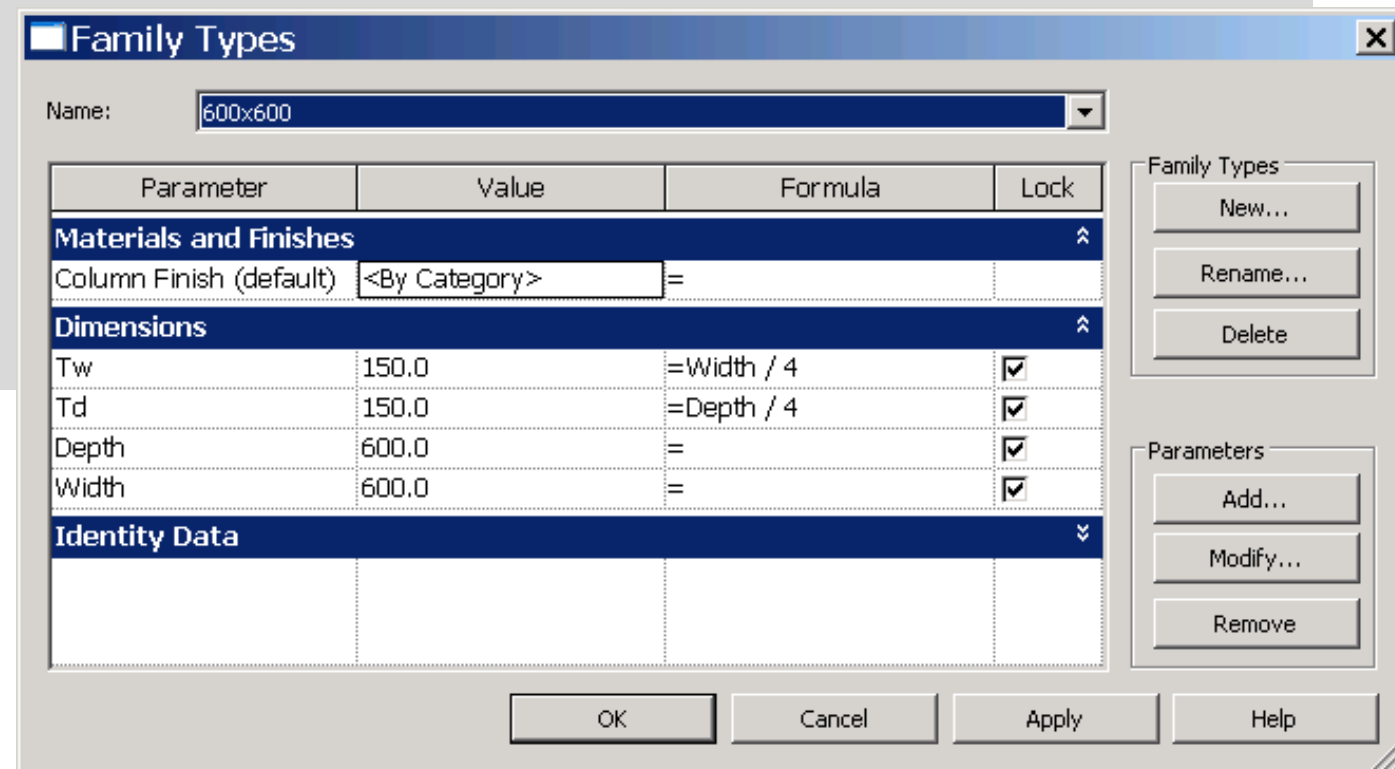 Family Types
Name: 600x600
Parameter Value Formula Lock
Materials and Finishes
Column Finish (default) <By Category> =
Dimensions
Tw 150.0 =Width / 4
Td 150.0 =Depth / 4
Depth 600.0 =
Width 600.0 =
Identity Data
Family Types
New...
Rename...
Delete
Parameters
Add...
Modify...
Remove
OK Cancel Apply Help